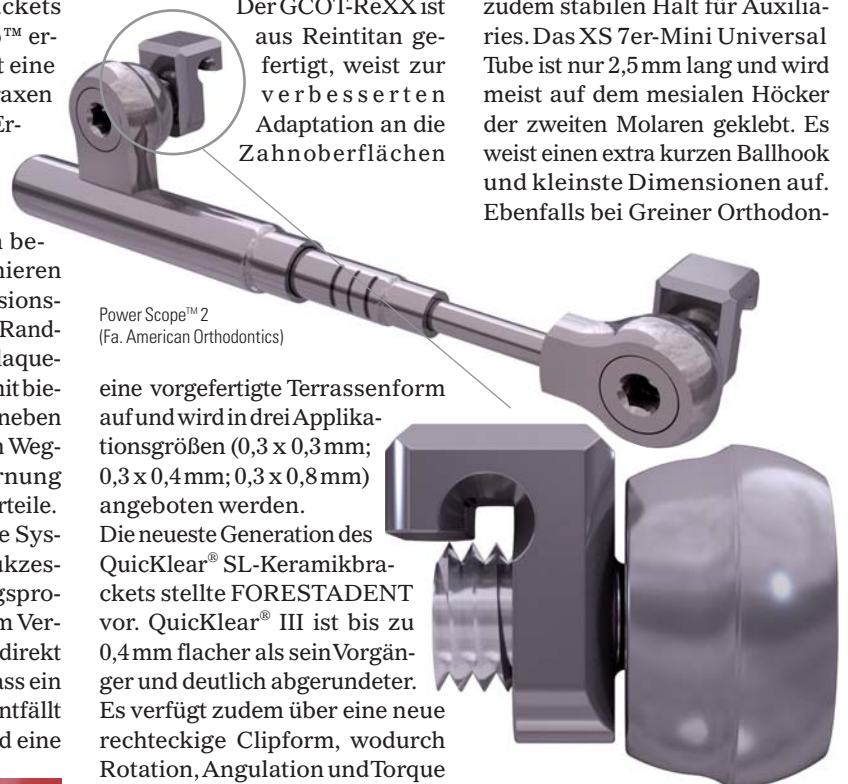 ckets
™ er-
t eine
raxen
Er-
n be-
nieren
sions-
Rand-
laque-
mit bie-
neben
n Weg-
rnung
rteile.
e Sys-
ukzes-
gspro-
m Ver-
direkt
ass ein
ntfällt
d eine
Der GCOT-ReXX ist
aus Reintitan ge-
fertigt, weist zur
verbesserten
Adaptation an die
Zahnoberflächen
Power Scope™ 2
(Fa. American Orthodontics)
eine vorgefertigte Terrassenform
auf und wird in drei Applika-
tionsgrößen (0,3 x 0,3 mm;
0,3 x 0,4 mm; 0,3 x 0,8 mm)
angeboten werden.
Die neueste Generation des
QuicKlear® SL-Keramikbra-
ckets stellte FORESTADENT
vor. QuicKlear® III ist bis zu
0,4 mm flacher als sein Vorgän-
ger und deutlich abgerundeter.
Es verfügt zudem über eine neue
rechteckige Clipform, wodurch
Rotation, Angulation und Torque
zudem stabilen Halt für Auxilia-
ries. Das XS 7er-Mini Universal
Tube ist nur 2,5 mm lang und wird
meist auf dem mesialen Höcker
der zweiten Molaren geklebt. Es
weist einen extra kurzen Ballhook
und kleinste Dimensionen auf.
Ebenfalls bei Greiner Orthodon-